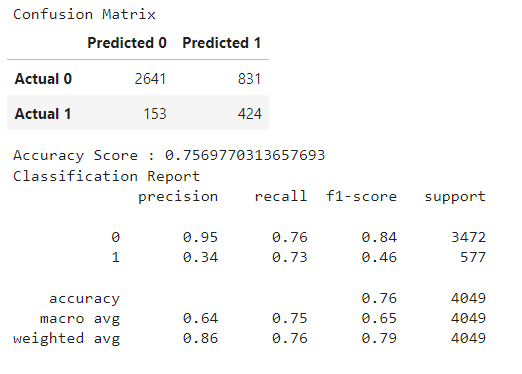 Confusion Matrix
Predicted 0 Predicted 1
Actual 0 2641 831
Actual 1 153 424
Accuracy Score : 0.7569770313657693
Classification Report
precision recall f1-score support
0 0.95 0.76 0.84 3472
1 0.34 0.73 0.46 577
accuracy 0.76 4049
macro avg 0.64 0.75 0.65 4049
weighted avg 0.86 0.76 0.79 4049